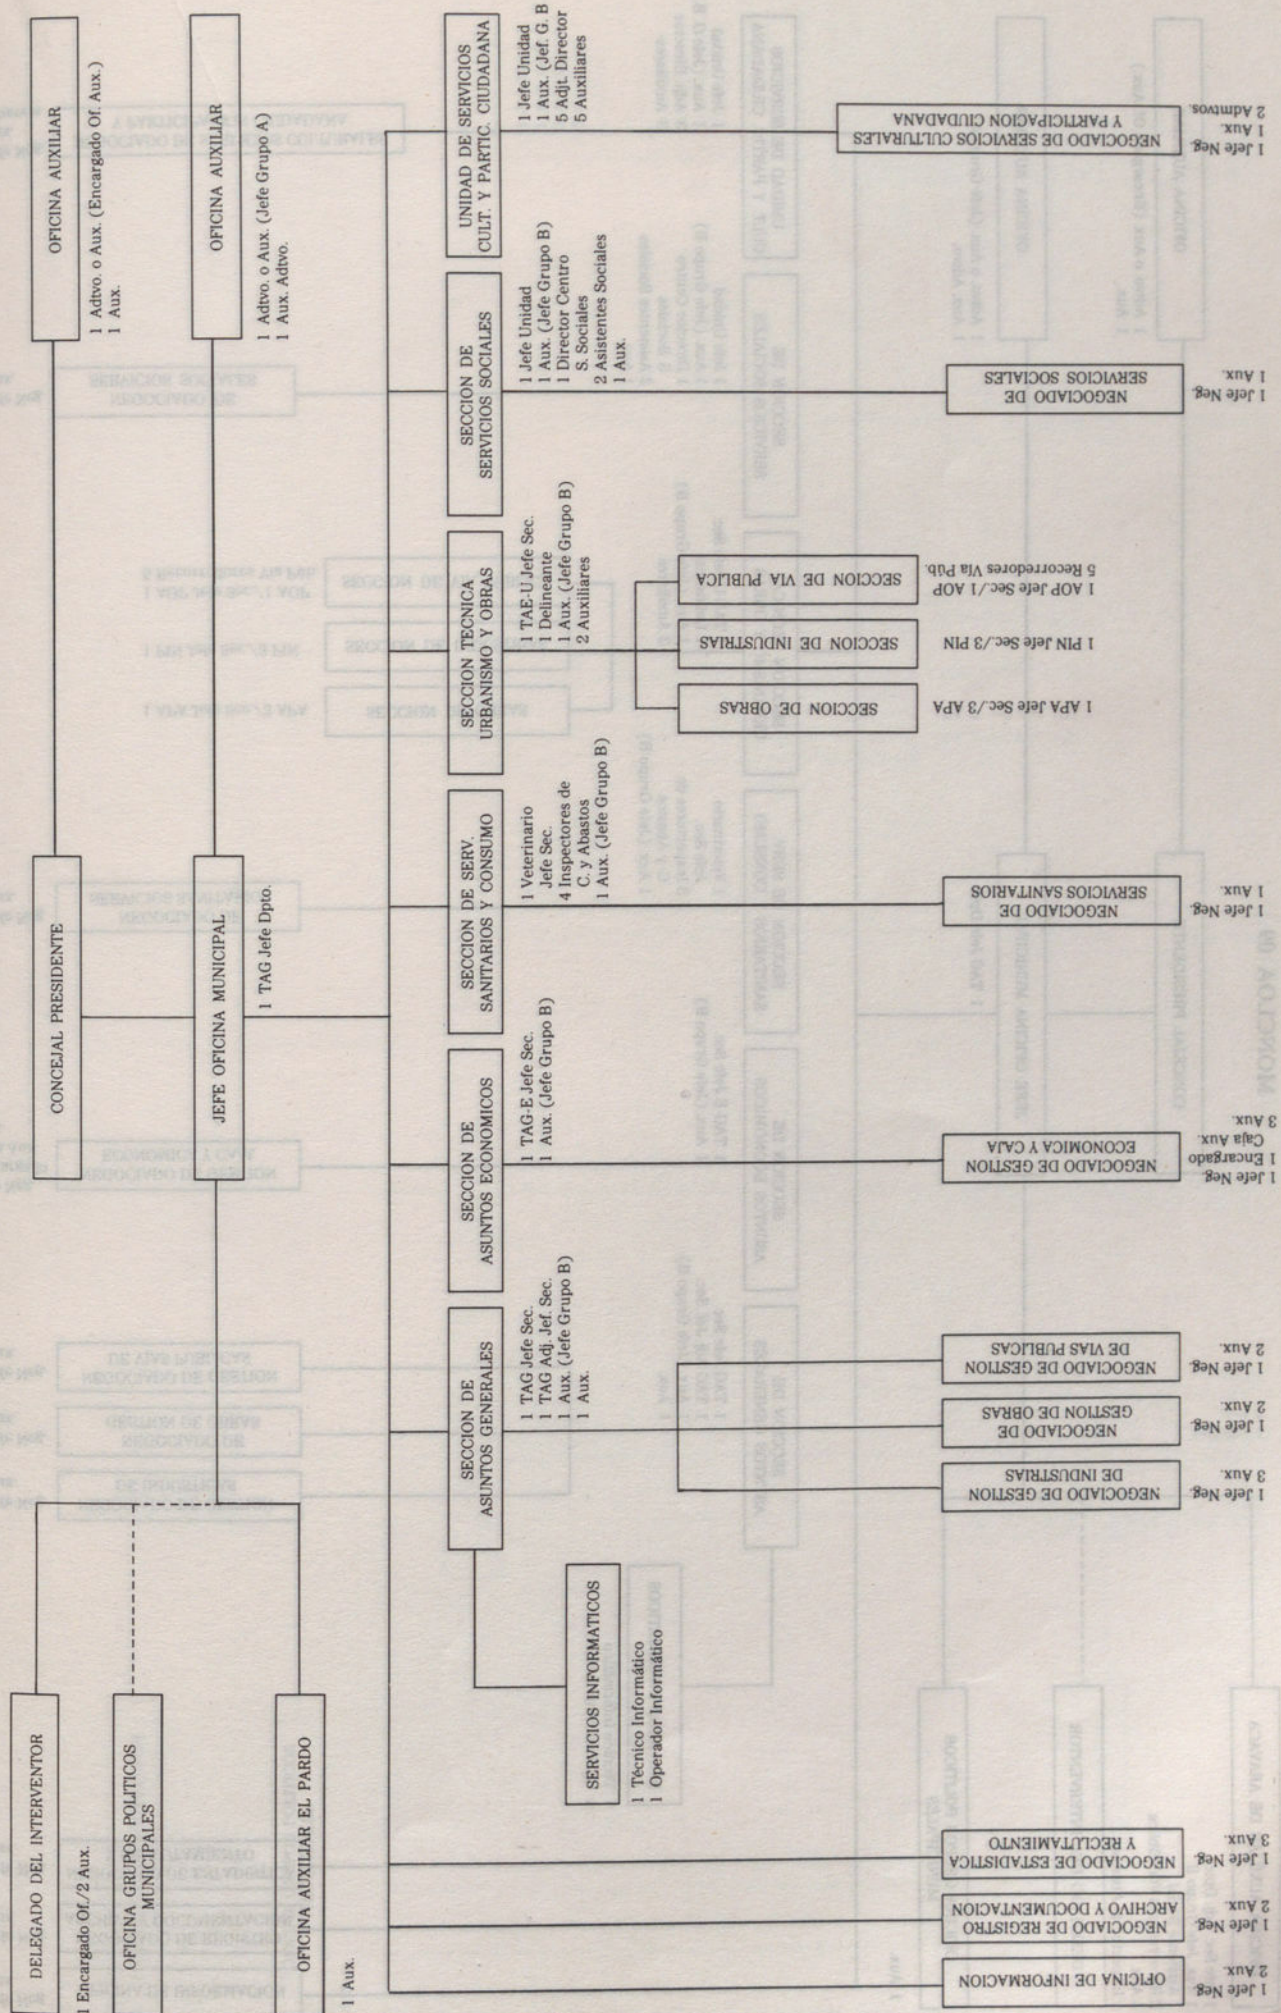 CONCEJAL PRESIDENTE
OFICINA AUXILIAR
1 Adtvo. o Aux. (Encargado Of. Aux.)
1 Aux.
DELEGADO DEL INTERVENTOR
1 Encargado Of./2 Aux.
OFICINA GRUPOS POLITICOS
MUNICIPALES
OFICINA AUXILIAR EL PARDO
1 Aux.
JEFE OFICINA MUNICIPAL
1 TAG Jefe Dpto.
OFICINA AUXILIAR
1 Adtvo. o Aux. (Jefe Grupo A)
1 Aux. Adtvo.
SECCION DE
ASUNTOS GENERALES
1 TAG Jefe Sec.
1 TAG Adj. Jef. Sec.
1 Aux. (Jefe Grupo B)
1 Aux.
SECCION DE
ASUNTOS ECONOMICOS
1 TAG-E Jefe Sec.
1 Aux. (Jefe Grupo B)
SECCION DE SERV.
SANITARIOS Y CONSUMO
1 Veterinario
Jefe Sec.
4 Inspectores de
C. y Abastos
1 Aux. (Jefe Grupo B)
SECCION TECNICA
URBANISMO Y OBRAS
1 TAE-U Jefe Sec.
1 Delineante
1 Aux. (Jefe Grupo B)
2 Auxiliares
SECCION DE
SERVICIOS SOCIALES
1 Jefe Unidad
1 Aux. (Jefe Grupo B)
1 Director Centro
S. Sociales
2 Asistentes Sociales
1 Aux.
UNIDAD DE SERVICIOS
CULT. Y PARTIC. CIUDADANA
1 Jefe Unidad
1 Aux. (Jef. G. B
5 Adjt. Director
5 Auxiliares
SERVICIOS INFORMATICOS
1 Técnico Informático
1 Operador Informático
SECCION DE OBRAS
1 APA Jefe Sec./3 APA
SECCION DE INDUSTRIAS
1 PIN Jefe Sec./3 PIN
SECCION DE VIA PUBLICA
1 AOP Jefe Sec./1 AOP
5 Recorredores Vía Púb.
OFICINA DE INFORMACION
1 Jefe Neg.
2 Aux.
NEGOCIADO DE REGISTRO
ARCHIVO Y DOCUMENTACION
1 Jefe Neg.
2 Aux.
NEGOCIADO DE ESTADISTICA
Y RECLUTAMIENTO
1 Jefe Neg.
3 Aux.
NEGOCIADO DE GESTION
DE INDUSTRIAS
1 Jefe Neg.
3 Aux.
NEGOCIADO DE
GESTION DE OBRAS
1 Jefe Neg.
2 Aux.
NEGOCIADO DE GESTION
DE VIAS PUBLICAS
1 Jefe Neg.
2 Aux.
NEGOCIADO DE GESTION
ECONOMICA Y CAJA
1 Jefe Neg.
1 Encargado
Caja Aux.
3 Aux.
NEGOCIADO DE
SERVICIOS SANITARIOS
1 Jefe Neg.
1 Aux.
NEGOCIADO DE
SERVICIOS SOCIALES
1 Jefe Neg.
1 Aux.
NEGOCIADO DE SERVICIOS CULTURALES
Y PARTICIPACION CIUDADANA
1 Jefe Neg.
1 Aux.
2 Admtvos.